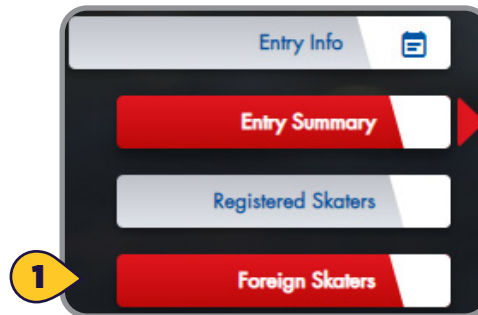 Entry Info
Entry Summary
Registered Skaters
1 Foreign Skaters